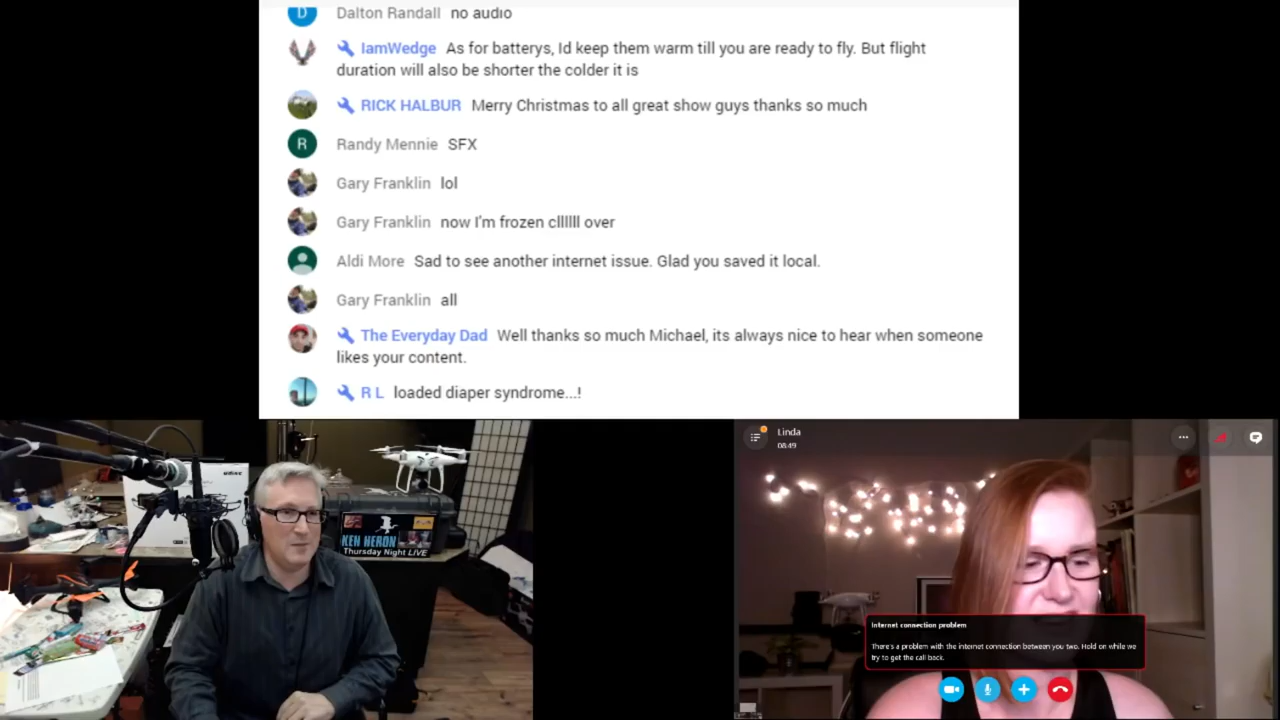 D Dalton Randall no audio
IamWedge As for batterys, Id keep them warm till you are ready to fly. But flight
duration will also be shorter the colder it is
RICK HALBUR Merry Christmas to all great show guys thanks so much
R Randy Mennie SFX
Gary Franklin lol
Gary Franklin now I'm frozen cllllll over
Aldi More Sad to see another internet issue. Glad you saved it local.
Gary Franklin all
The Everyday Dad Well thanks so much Michael, its always nice to hear when someone
likes your content.
R L loaded diaper syndrome...!
KEN HERON
Thursday Night LIVE
Linda
08:49
Internet connection problem
There's a problem with the internet connection between you two. Hold on while we
try to get the call back.